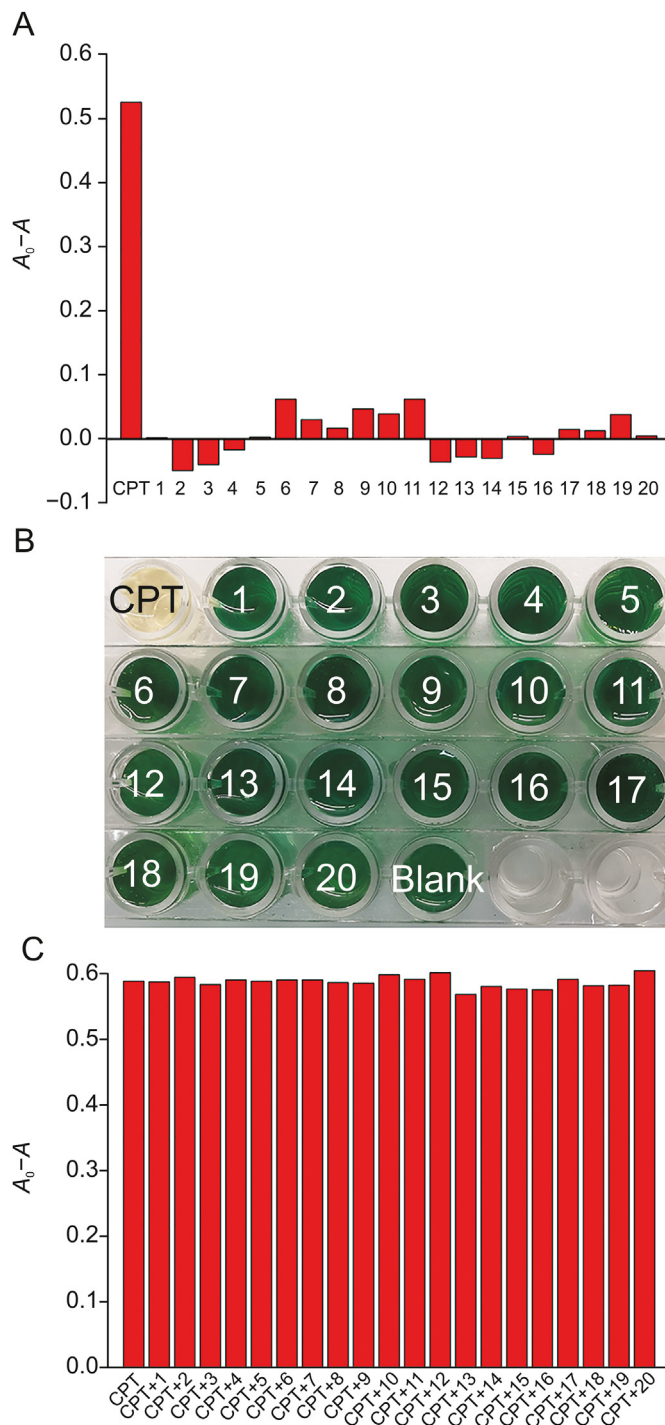 A
0.6
0.5
0.4
0.3
0.2
0.1
0.0
−0.1
A₀−A
CPT 1 2 3 4 5 6 7 8 9 10 11 12 13 14 15 16 17 18 19 20
B
CPT 1 2 3 4 5
6 7 8 9 10 11
12 13 14 15 16 17
18 19 20 Blank
C
0.6
0.5
0.4
0.3
0.2
0.1
0.0
A₀−A
CPT CPT+1 CPT+2 CPT+3 CPT+4 CPT+5 CPT+6 CPT+7 CPT+8 CPT+9 CPT+10 CPT+11 CPT+12 CPT+13 CPT+14 CPT+15 CPT+16 CPT+17 CPT+18 CPT+19 CPT+20